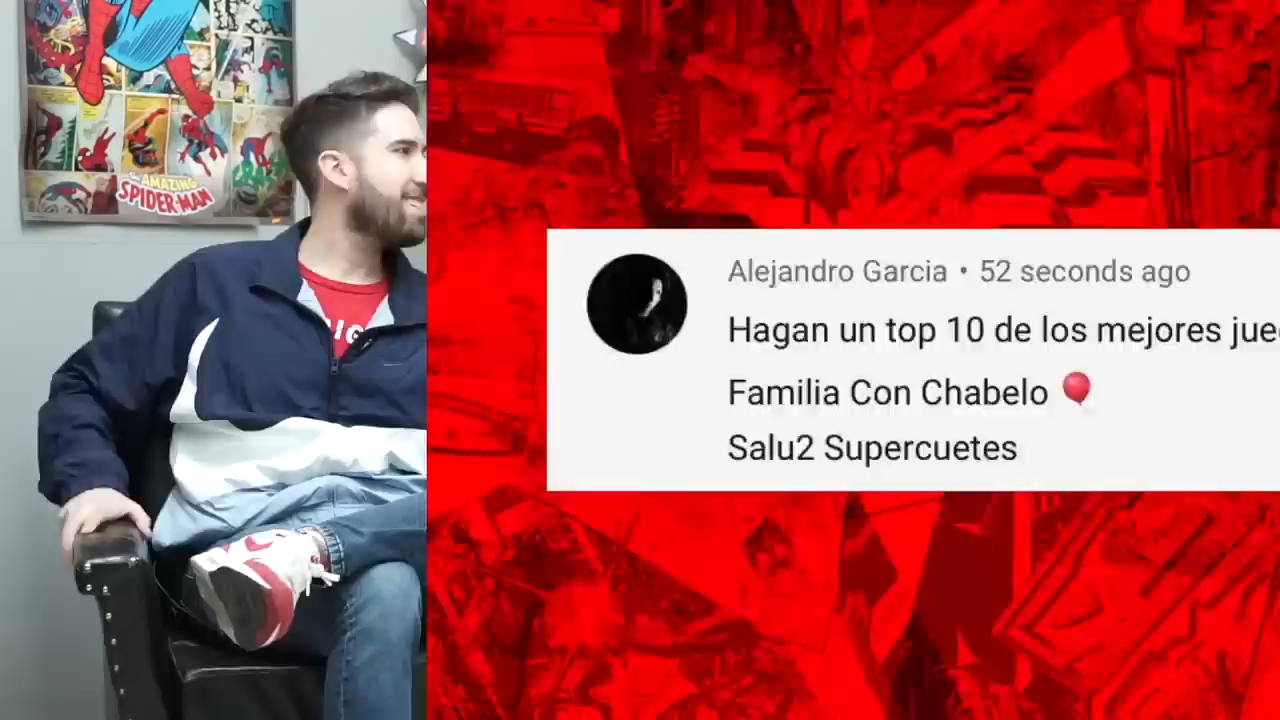 THE AMAZING
SPIDER-MAN
Alejandro Garcia • 52 seconds ago
Hagan un top 10 de los mejores
Familia Con Chabelo 🎈
Salu2 Supercuetes